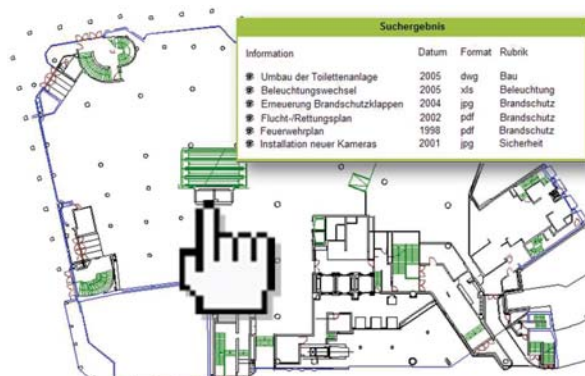 Suchergebnis
Information Datum Format Rubrik
Umbau der Toilettenanlage 2005 dwg Bau
Beleuchtungswechsel 2005 xls Beleuchtung
Erneuerung Brandschutzklappen 2004 jpg Brandschutz
Flucht-/Rettungsplan 2002 pdf Brandschutz
Feuerwehrplan 1998 pdf Brandschutz
Installation neuer Kameras 2001 jpg Sicherheit